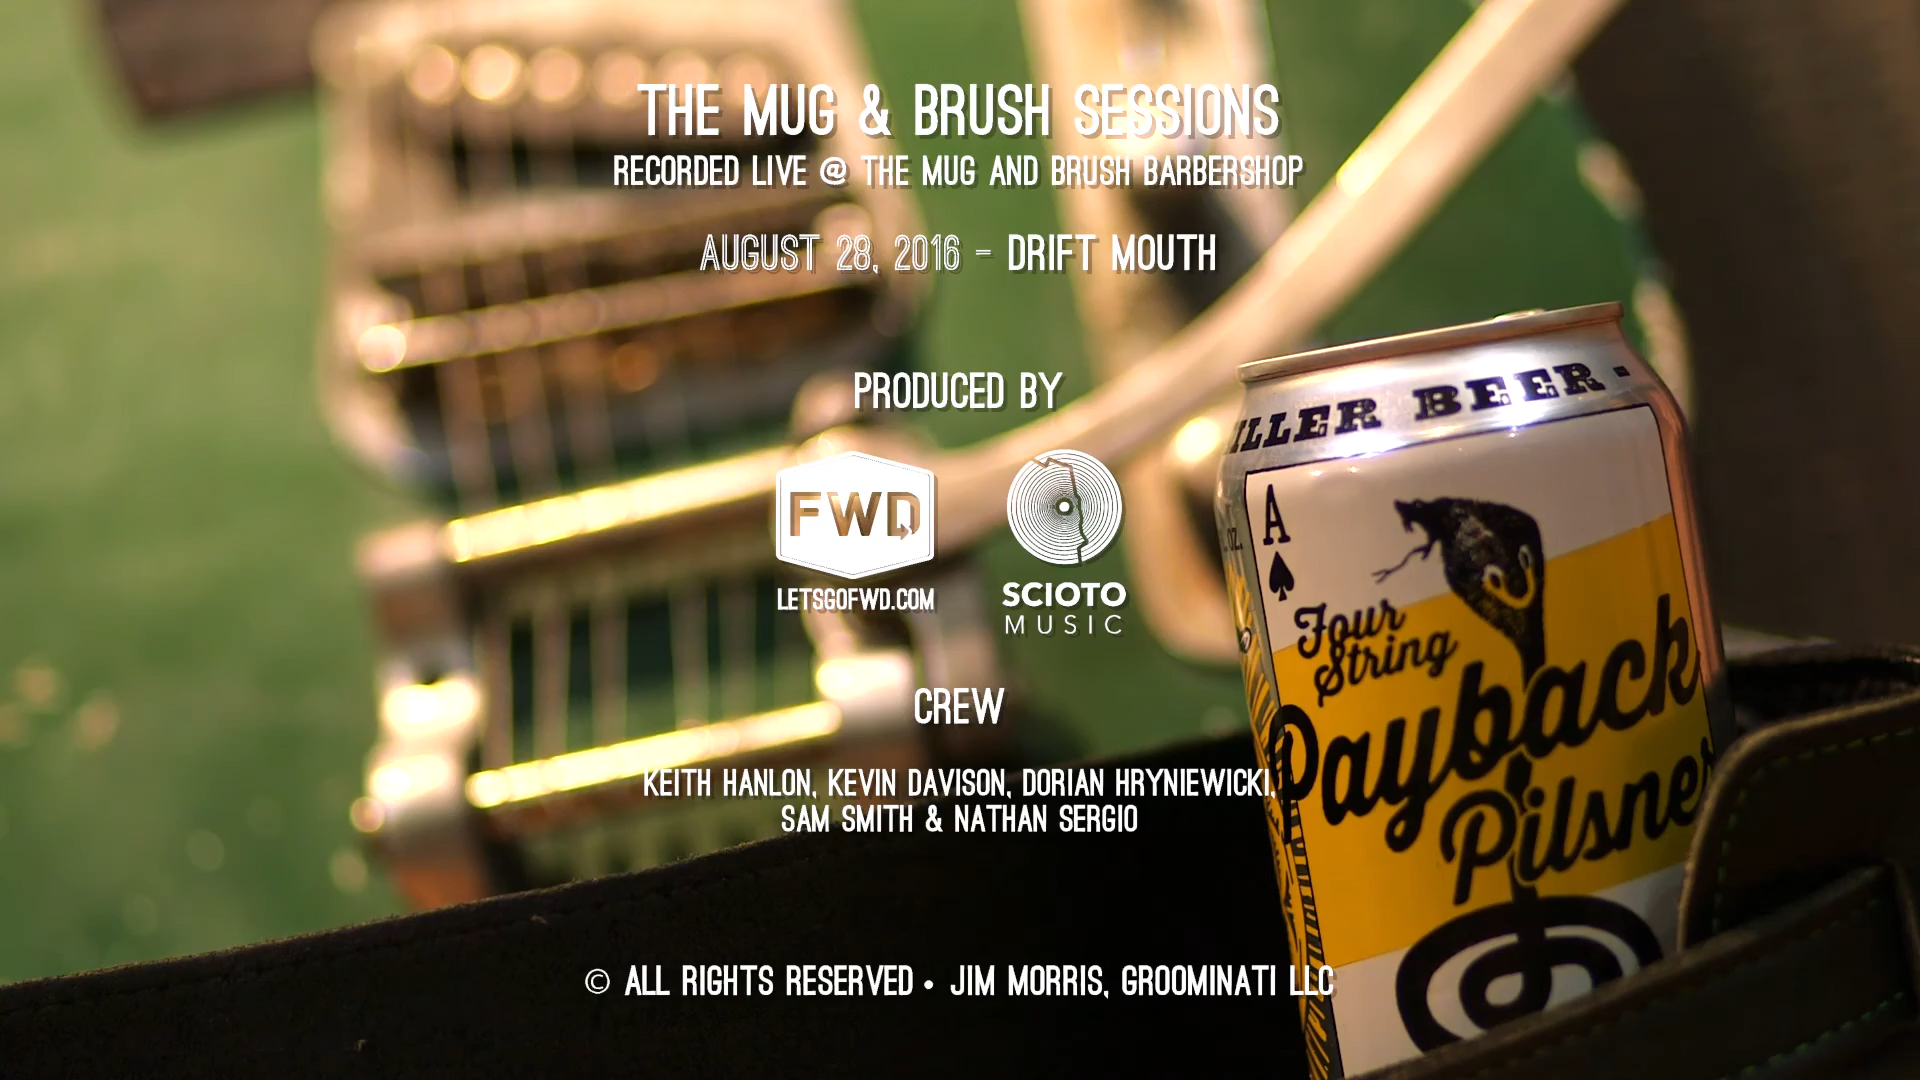 THE MUG & BRUSH SESSIONS
RECORDED LIVE @ THE MUG AND BRUSH BARBERSHOP
AUGUST 28, 2016 - DRIFT MOUTH
PRODUCED BY
FWD
LETSGOFWD.COM
SCIOTO
MUSIC
CREW
KEITH HANLON, KEVIN DAVISON, DORIAN HRYNIEWICKI,
SAM SMITH & NATHAN SERGIO
© ALL RIGHTS RESERVED • JIM MORRIS, GROOMINATI LLC
ILLER BEER -
A
OZ.
Four
String
Payback
Pilsner